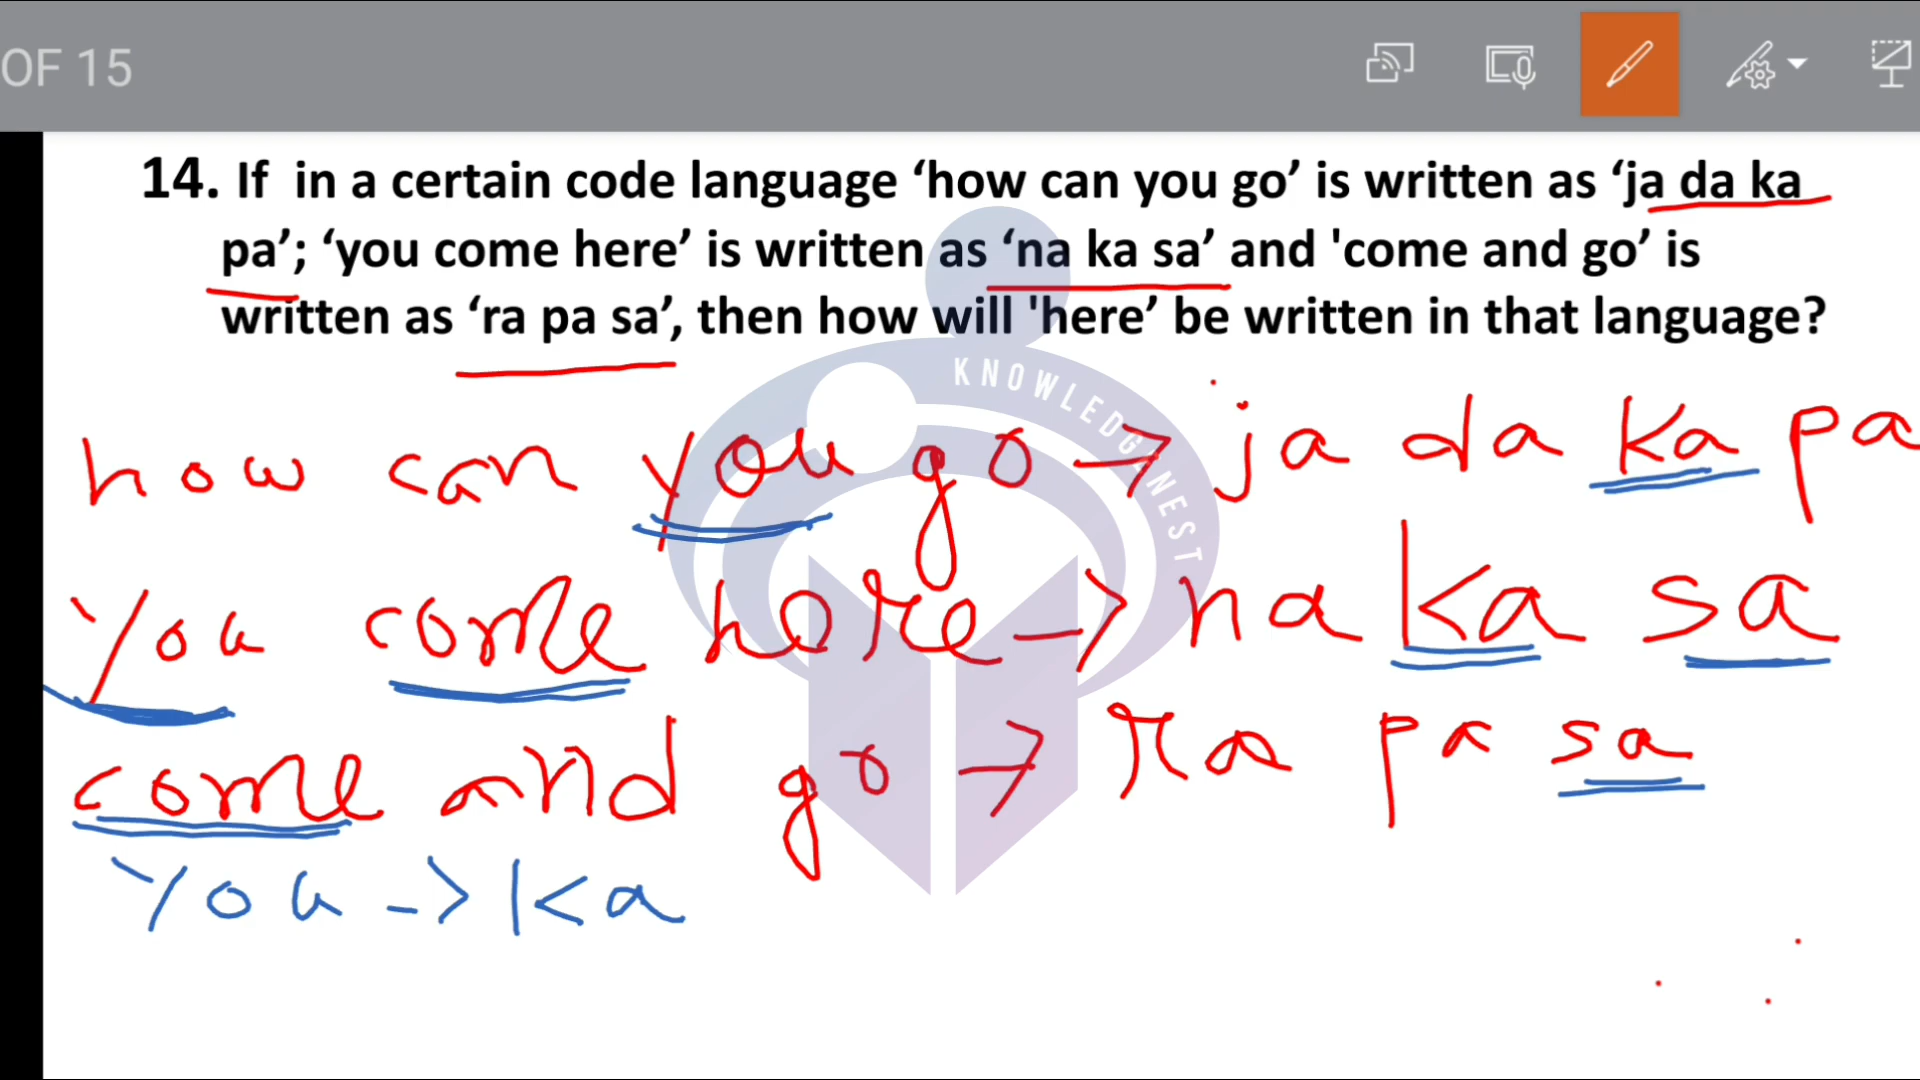 OF 15
14. If in a certain code language ‘how can you go’ is written as ‘ja da ka
pa’; ‘you come here’ is written as ‘na ka sa’ and 'come and go’ is
written as ‘ra pa sa’, then how will 'here’ be written in that language?
KNOWLEDGANEST
how can you go → ja da ka pa
You come here → na ka sa
come and go → ra pa sa
You -> ka